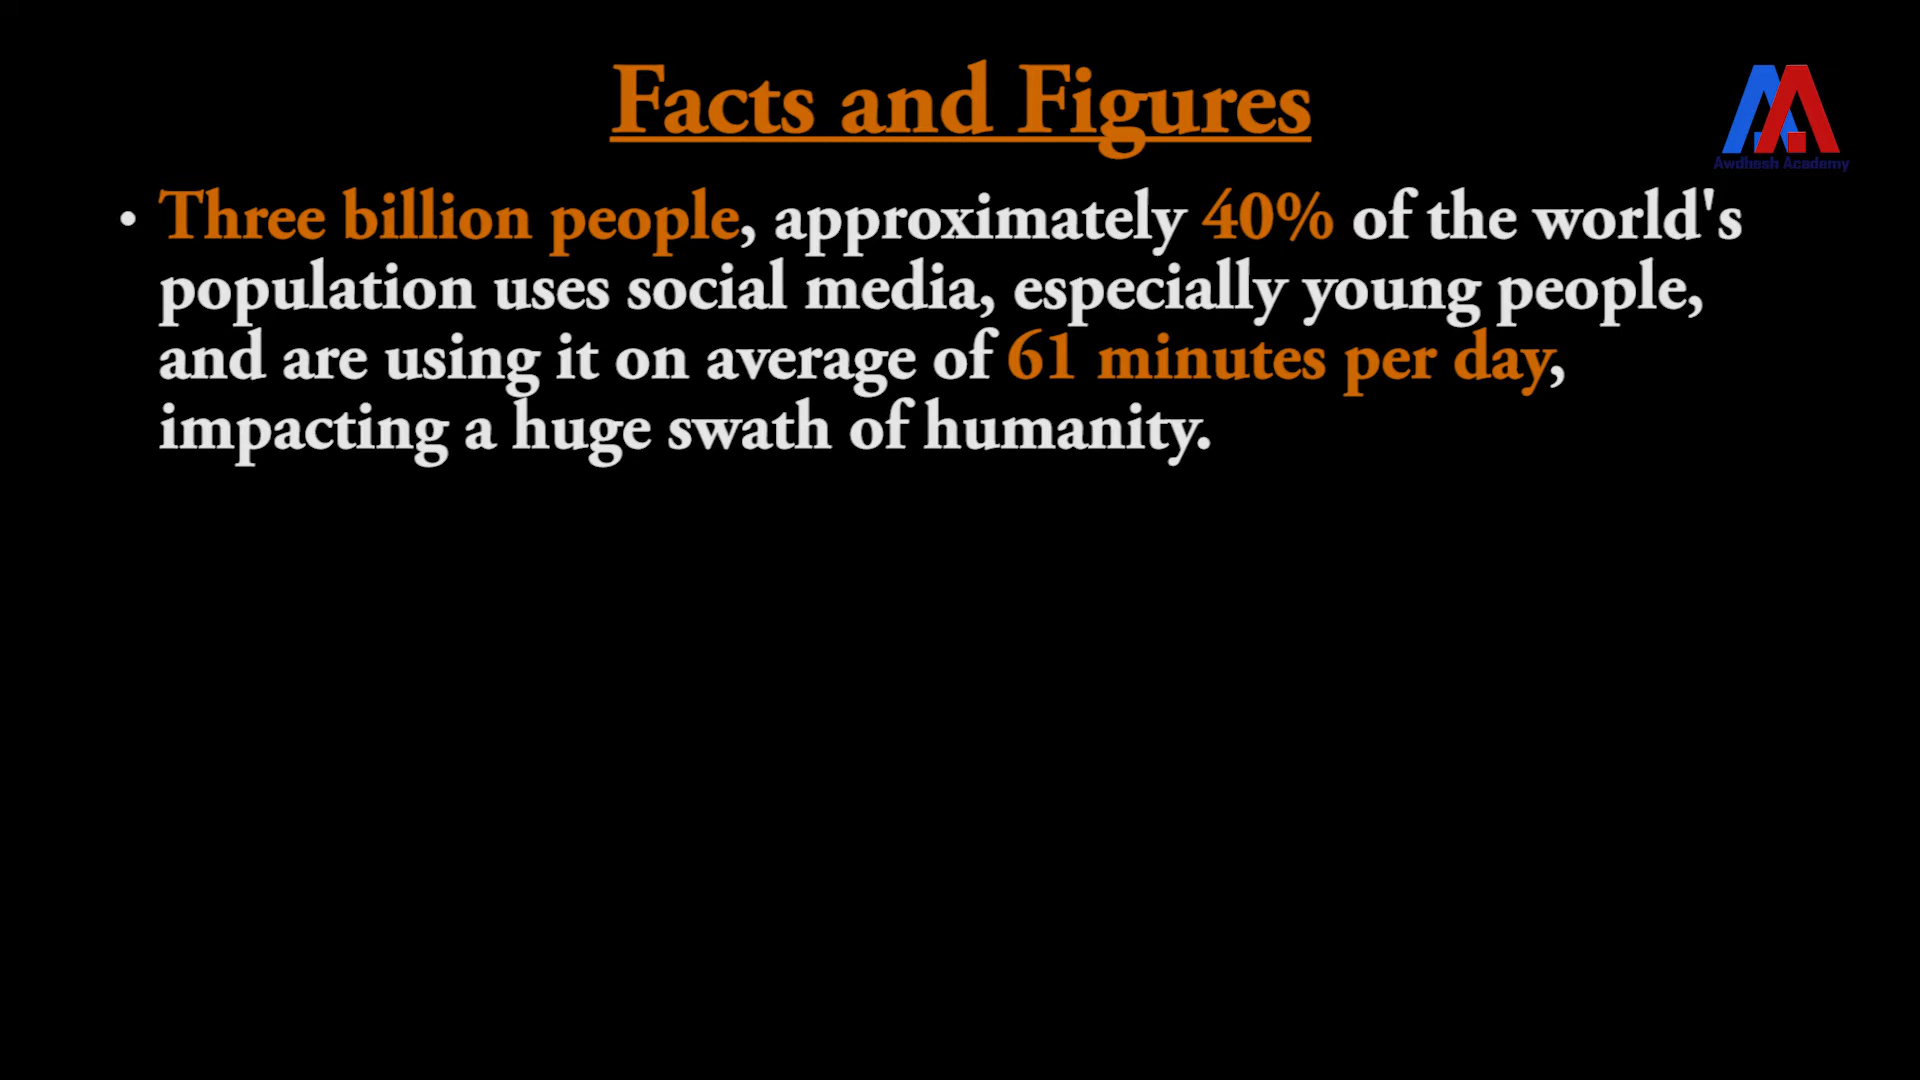 Facts and Figures
Awdhesh Academy
• Three billion people, approximately 40% of the world's
population uses social media, especially young people,
and are using it on average of 61 minutes per day,
impacting a huge swath of humanity.